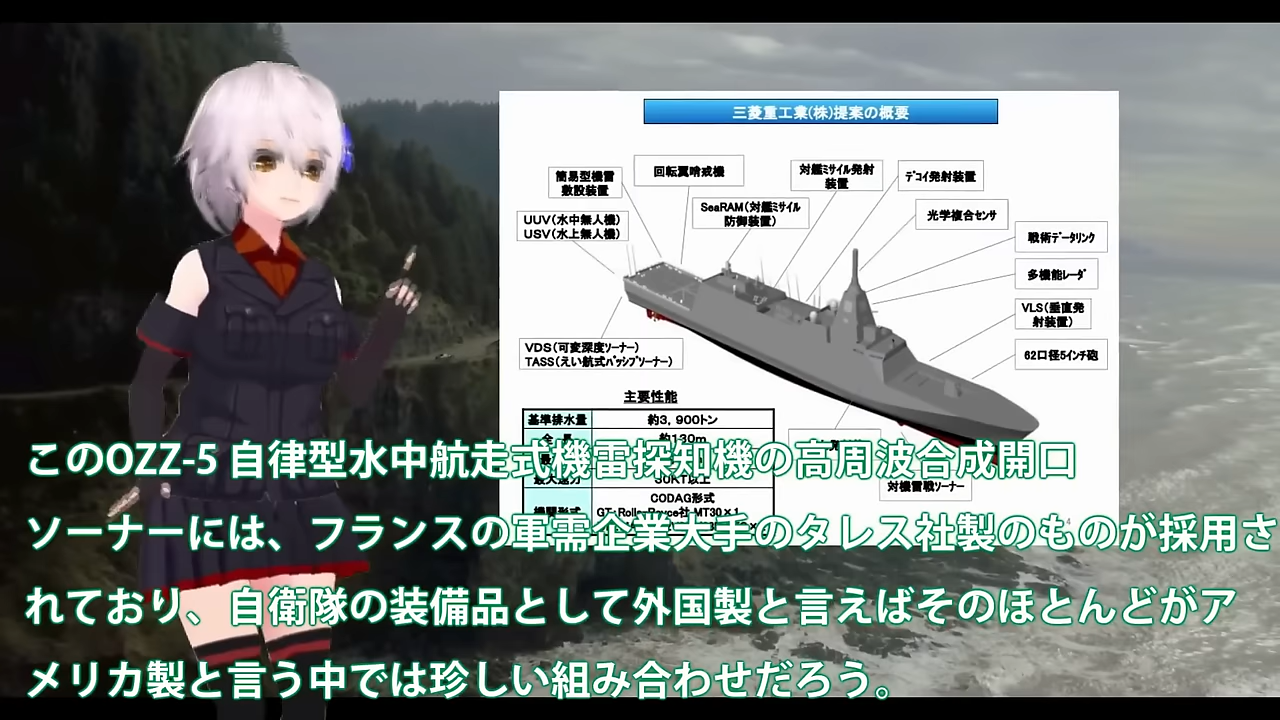 三菱重工業(株)提案の概要
簡易型機雷
敷設装置
回転翼哨戒機
対艦ミサイル発射
装置
デコイ発射装置
UUV(水中無人機)
USV(水上無人機)
SeaRAM(対艦ミサイル
防御装置)
光学複合センサ
戦術データリンク
多機能レーダ
VLS(垂直発
射装置)
62口径5インチ砲
VDS(可変深度ソーナー)
TASS(えい航式パッシブソーナー)
主要性能
基準排水量 約3,900トン
約130m
30KT以上
CODAG形式
対機雷戦ソーナー
このOZZ-5 自律型水中航走式機雷探知機の高周波合成開口
ソーナーには、フランスの軍需企業大手のタレス社製のものが採用さ
れており、自衛隊の装備品として外国製と言えばそのほとんどがア
メリカ製と言う中では珍しい組み合わせだろう。